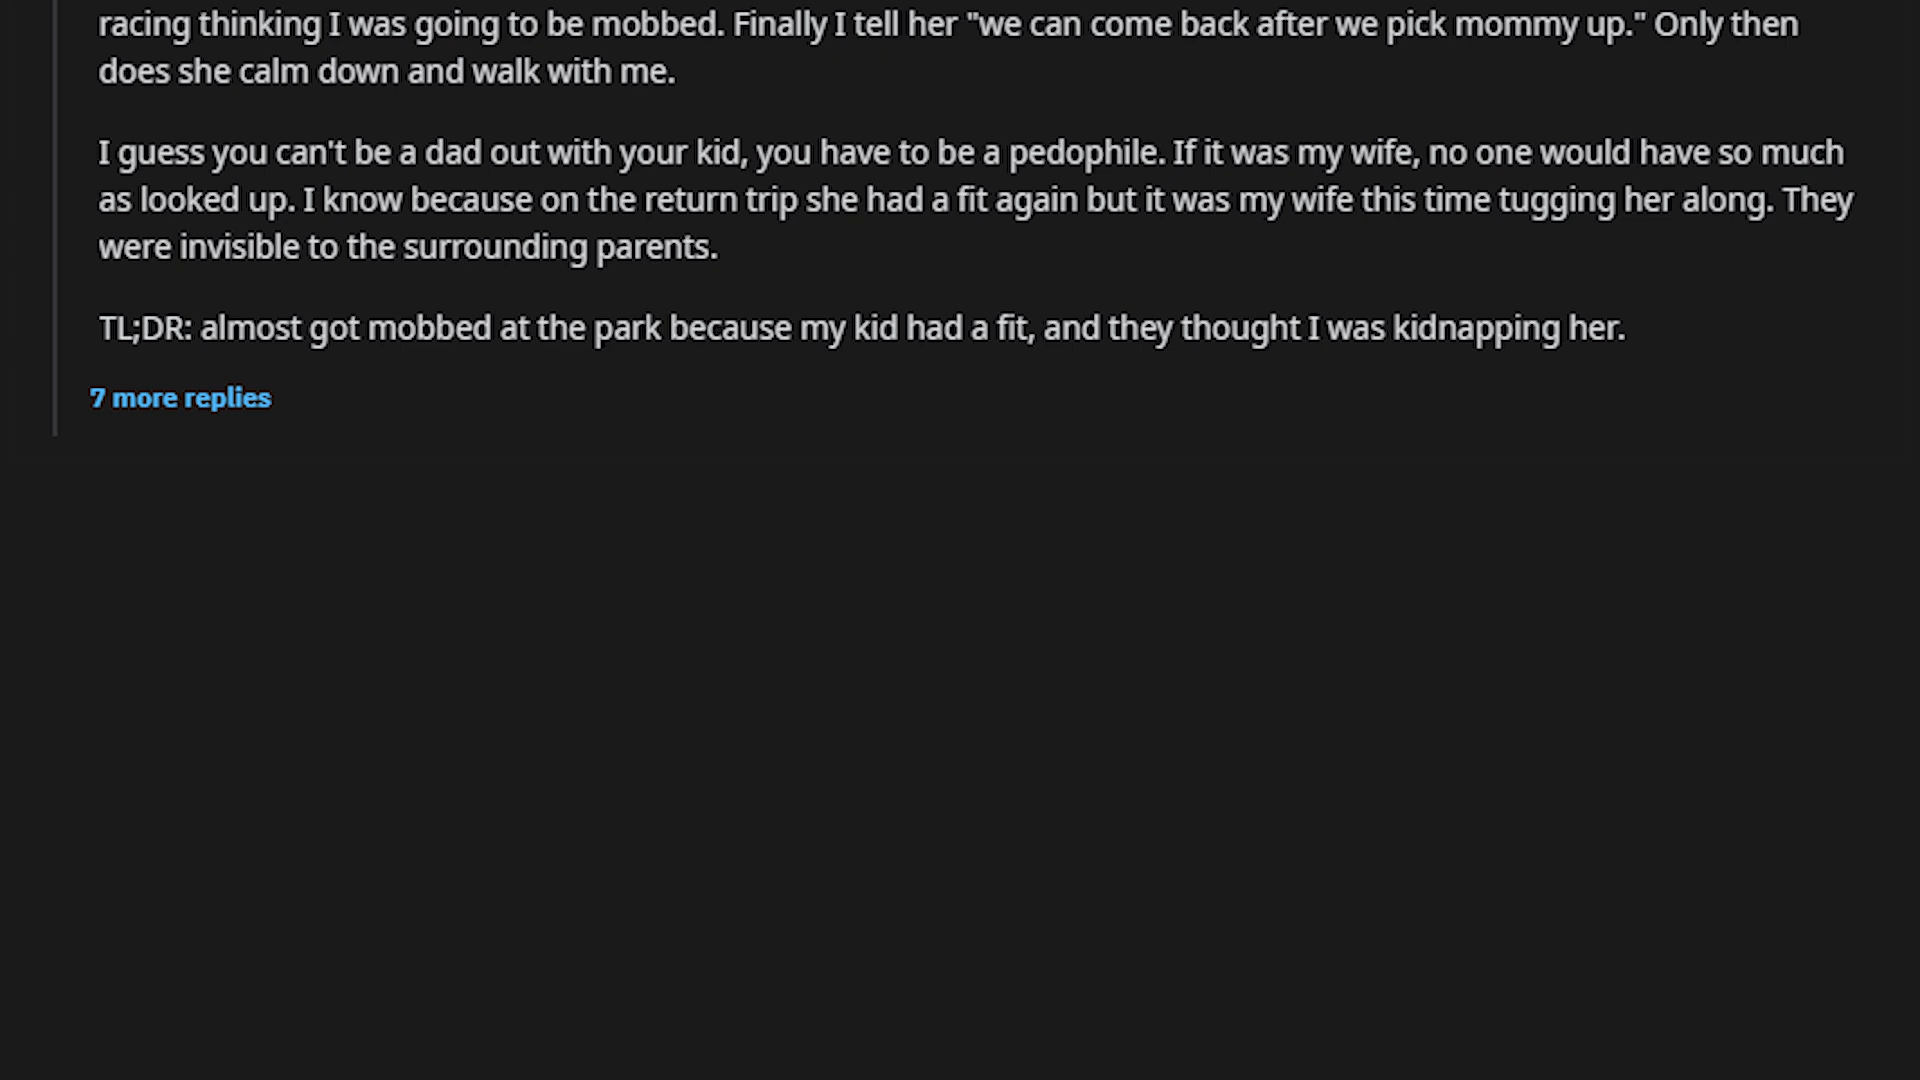 racing thinking I was going to be mobbed. Finally I tell her "we can come back after we pick mommy up." Only then
does she calm down and walk with me.
I guess you can't be a dad out with your kid, you have to be a pedophile. If it was my wife, no one would have so much
as looked up. I know because on the return trip she had a fit again but it was my wife this time tugging her along. They
were invisible to the surrounding parents.
TL;DR: almost got mobbed at the park because my kid had a fit, and they thought I was kidnapping her.
7 more replies